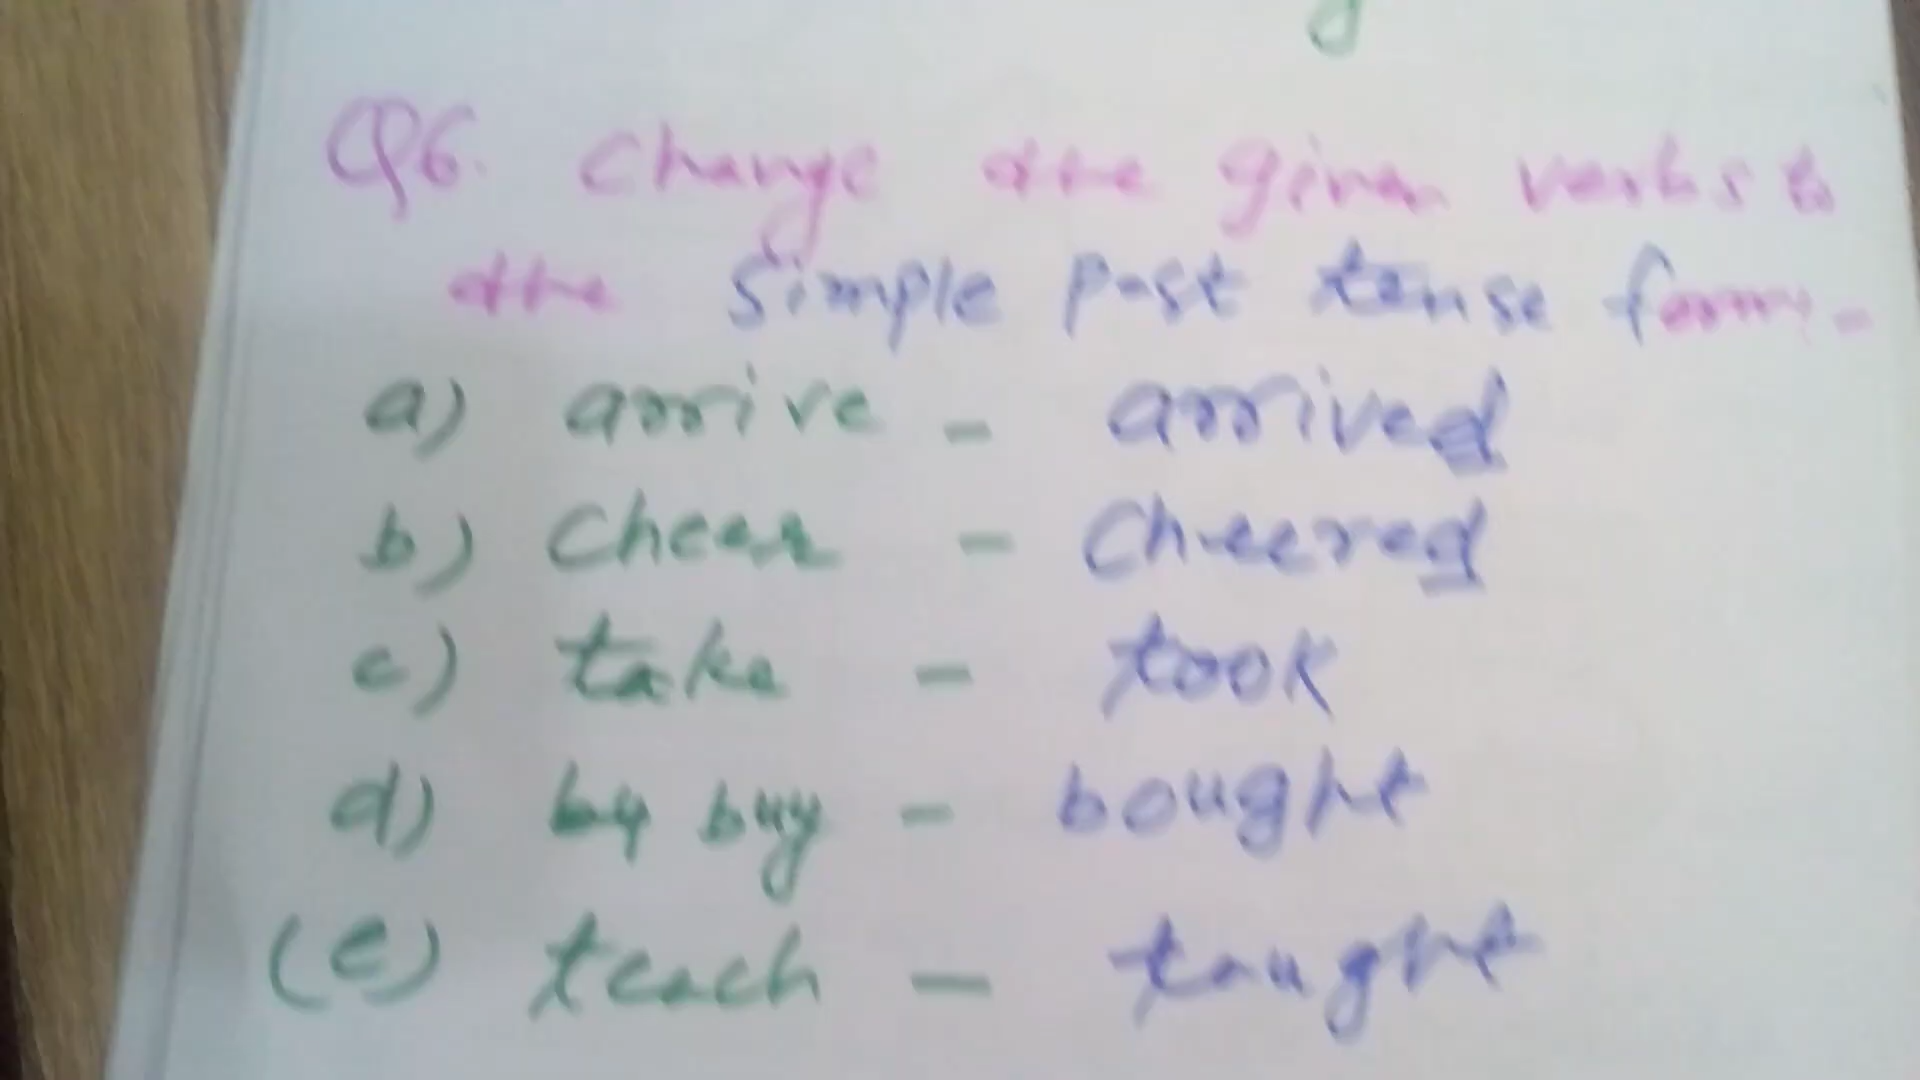 Q6. Change the given verbs to
the simple past tense form.
a) arrive - arrived
b) Cheer - Cheered
c) take - took
d) by buy - bought
(e) teach - taught